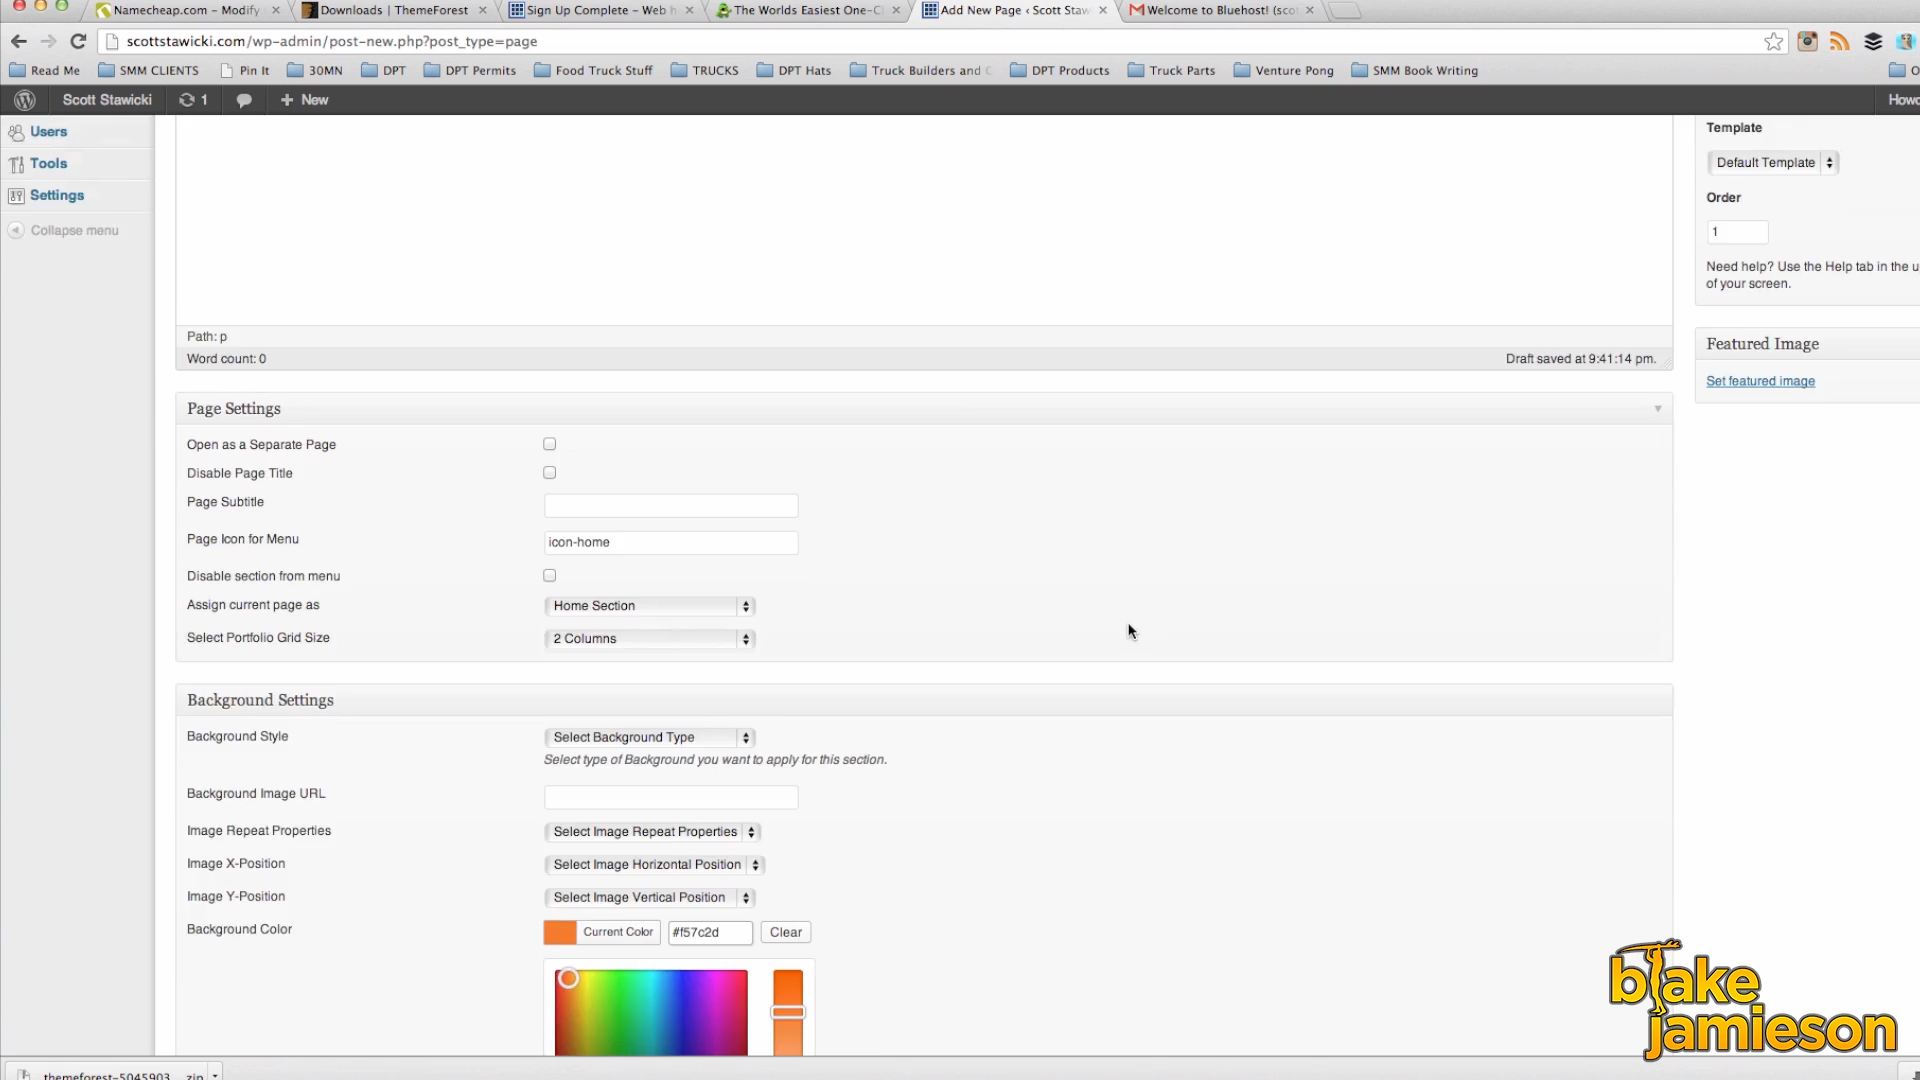 Namecheap.com – Modify
Downloads | ThemeForest
Sign Up Complete – Web h
The Worlds Easiest One-C
Add New Page ‹ Scott Staw
Welcome to Bluehost! (sco
scottstawicki.com/wp-admin/post-new.php?post_type=page
Read Me
SMM CLIENTS
Pin It
30MN
DPT
DPT Permits
Food Truck Stuff
TRUCKS
DPT Hats
Truck Builders and C
DPT Products
Truck Parts
Venture Pong
SMM Book Writing
O
Scott Stawicki
1
New
Howd
Users
Tools
Settings
Collapse menu
Path: p
Word count: 0
Draft saved at 9:41:14 pm.
Template
Default Template
Order
1
Need help? Use the Help tab in the u
of your screen.
Featured Image
Set featured image
Page Settings
Open as a Separate Page
Disable Page Title
Page Subtitle
Page Icon for Menu
icon-home
Disable section from menu
Assign current page as
Home Section
Select Portfolio Grid Size
2 Columns
Background Settings
Background Style
Select Background Type
Select type of Background you want to apply for this section.
Background Image URL
Image Repeat Properties
Select Image Repeat Properties
Image X-Position
Select Image Horizontal Position
Image Y-Position
Select Image Vertical Position
Background Color
Current Color
#f57c2d
Clear
blake
jamieson
themeforest-5045903....zip